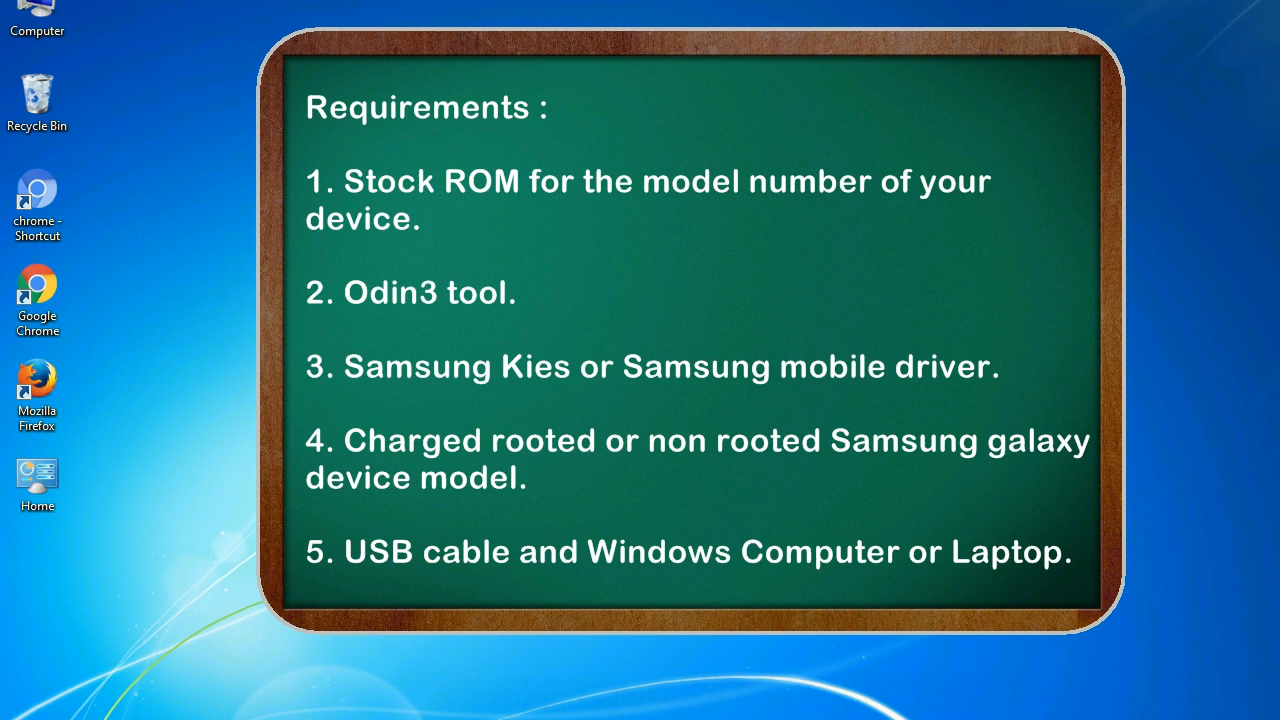 Computer
Recycle Bin
chrome -
Shortcut
Google
Chrome
Mozilla
Firefox
Home
Requirements :
1. Stock ROM for the model number of your
device.
2. Odin3 tool.
3. Samsung Kies or Samsung mobile driver.
4. Charged rooted or non rooted Samsung galaxy
device model.
5. USB cable and Windows Computer or Laptop.